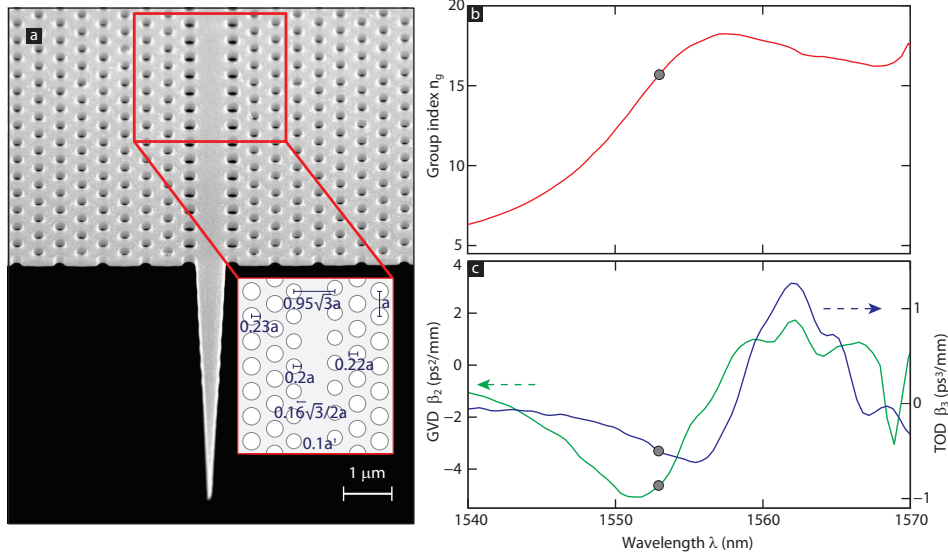 a
0.95√3a
a
0.23a
0.22a
0.2a
0.16√3/2a
0.1a'
1 μm
b
20
15
10
5
Group index n_g
c
4
2
0
−2
−4
GVD β₂ (ps²/mm)
1
0
−1
TOD β₃ (ps³/mm)
1540
1550
1560
1570
Wavelength λ (nm)